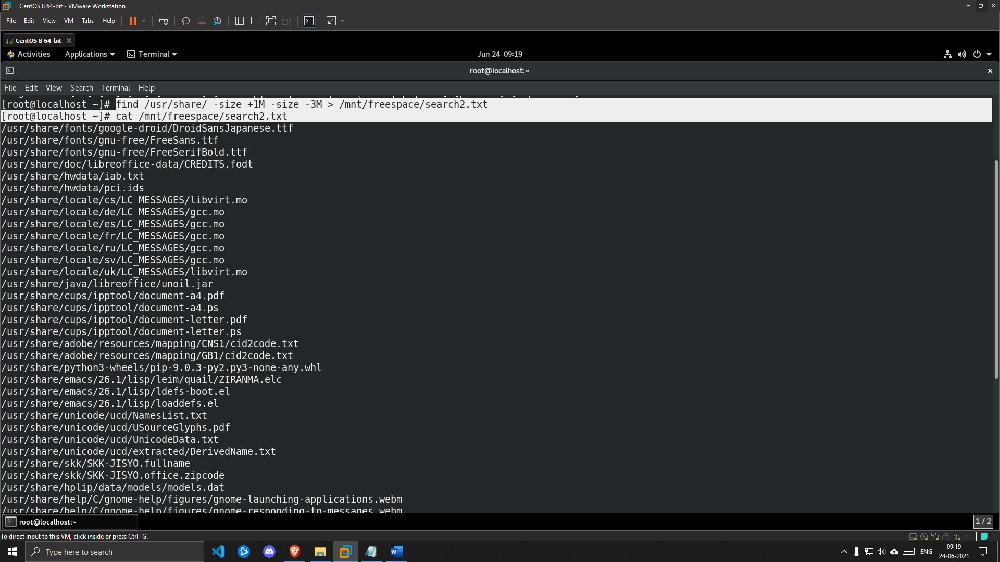 CentOS 8 64-bit - VMware Workstation
File Edit View VM Tabs Help
CentOS 8 64-bit
Activities Applications Terminal Jun 24 09:19
root@localhost:~
File Edit View Search Terminal Help
[root@localhost ~]# find /usr/share/ -size +1M -size -3M > /mnt/freespace/search2.txt
[root@localhost ~]# cat /mnt/freespace/search2.txt
/usr/share/fonts/google-droid/DroidSansJapanese.ttf
/usr/share/fonts/gnu-free/FreeSans.ttf
/usr/share/fonts/gnu-free/FreeSerifBold.ttf
/usr/share/doc/libreoffice-data/CREDITS.fodt
/usr/share/hwdata/iab.txt
/usr/share/hwdata/pci.ids
/usr/share/locale/cs/LC_MESSAGES/libvirt.mo
/usr/share/locale/de/LC_MESSAGES/gcc.mo
/usr/share/locale/es/LC_MESSAGES/gcc.mo
/usr/share/locale/fr/LC_MESSAGES/gcc.mo
/usr/share/locale/ru/LC_MESSAGES/gcc.mo
/usr/share/locale/sv/LC_MESSAGES/gcc.mo
/usr/share/locale/uk/LC_MESSAGES/libvirt.mo
/usr/share/java/libreoffice/unoil.jar
/usr/share/cups/ipptool/document-a4.pdf
/usr/share/cups/ipptool/document-a4.ps
/usr/share/cups/ipptool/document-letter.pdf
/usr/share/cups/ipptool/document-letter.ps
/usr/share/adobe/resources/mapping/CNS1/cid2code.txt
/usr/share/adobe/resources/mapping/GB1/cid2code.txt
/usr/share/python3-wheels/pip-9.0.3-py2.py3-none-any.whl
/usr/share/emacs/26.1/lisp/leim/quail/ZIRANMA.elc
/usr/share/emacs/26.1/lisp/ldefs-boot.el
/usr/share/emacs/26.1/lisp/loaddefs.el
/usr/share/unicode/ucd/NamesList.txt
/usr/share/unicode/ucd/USourceGlyphs.pdf
/usr/share/unicode/ucd/UnicodeData.txt
/usr/share/unicode/ucd/extracted/DerivedName.txt
/usr/share/skk/SKK-JISYO.fullname
/usr/share/skk/SKK-JISYO.office.zipcode
/usr/share/hplip/data/models/models.dat
/usr/share/help/C/gnome-help/figures/gnome-launching-applications.webm
/usr/share/help/C/gnome-help/figures/gnome-responding-to-messages.webm
root@localhost:~ 1 / 2
To direct input to this VM, click inside or press Ctrl+G.
Type here to search
ENG
09:19
24-06-2021